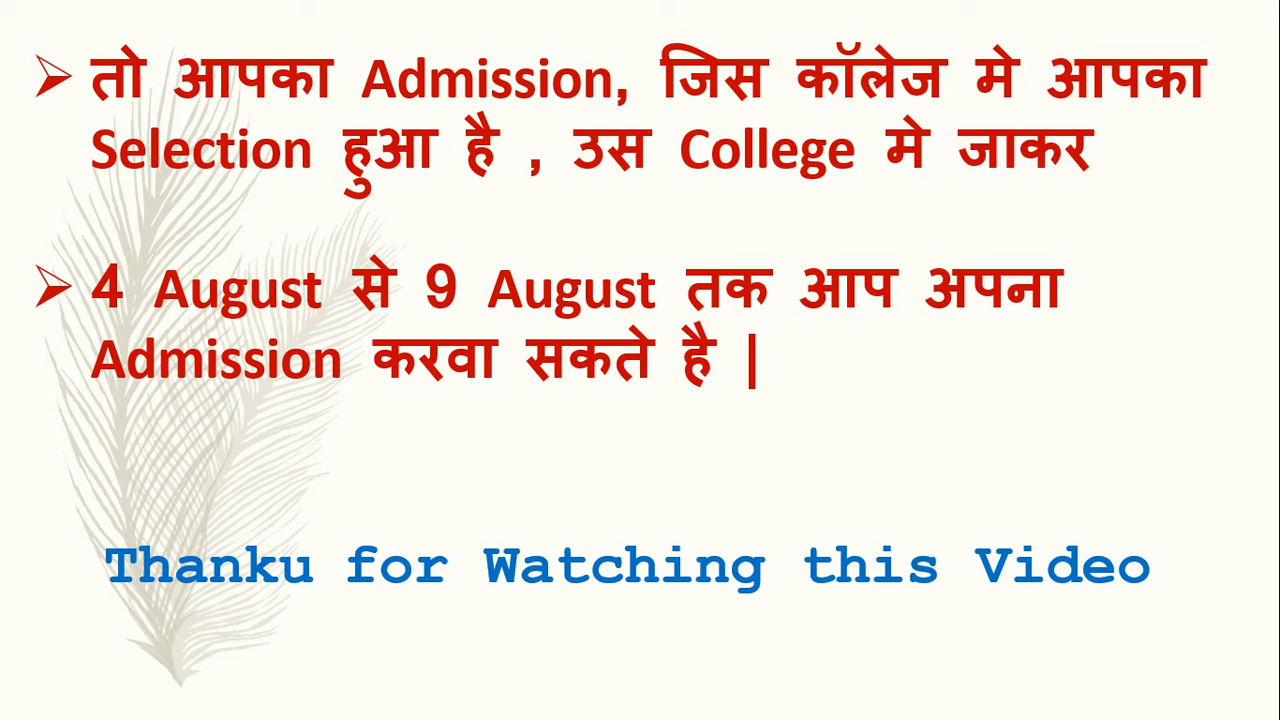 ➢ तो आपका Admission, जिस कॉलेज मे आपका
Selection हुआ है , उस College मे जाकर
➢ 4 August से 9 August तक आप अपना
Admission करवा सकते है |
Thanku for Watching this Video